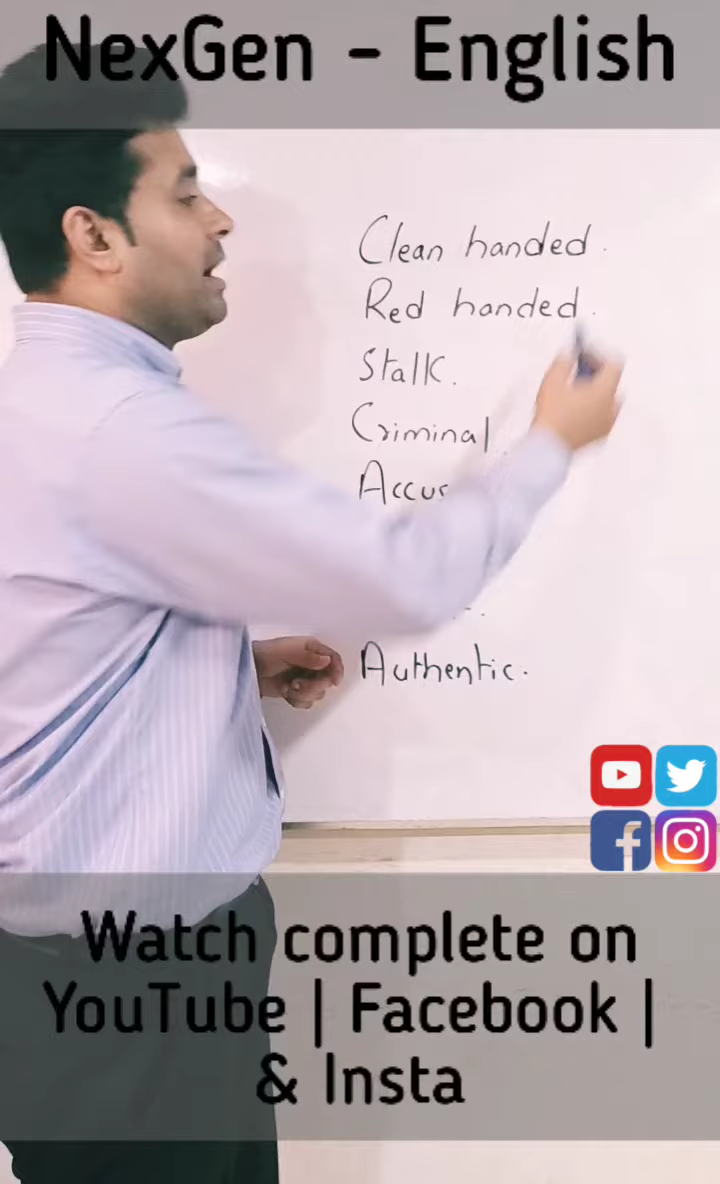 NexGen - English
Clean handed.
Red handed.
Stalk.
Criminal
Authentic.
Watch complete on
YouTube | Facebook |
& Insta